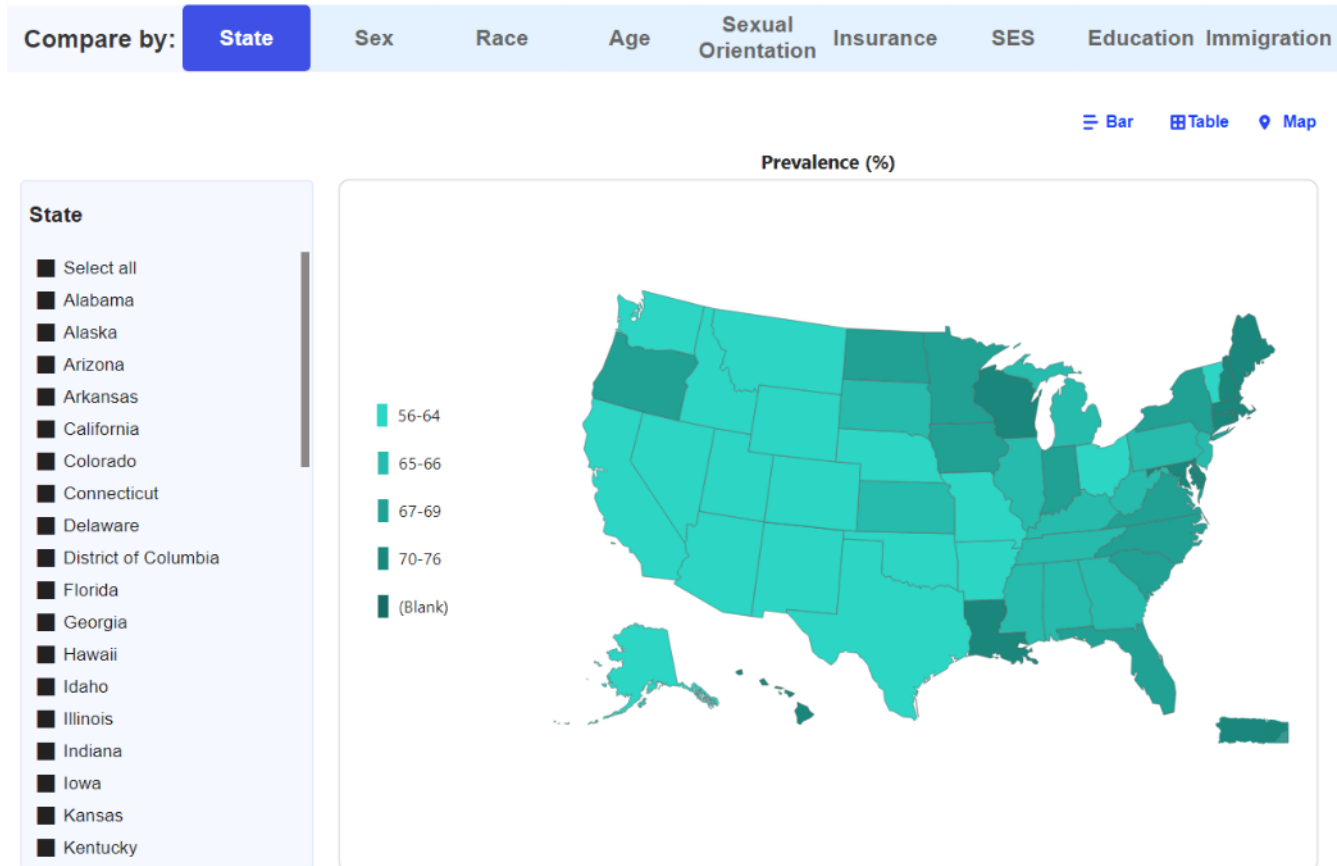 Compare by: State Sex Race Age Sexual Orientation Insurance SES Education Immigration
Bar Table Map
Prevalence (%)
State
Select all
Alabama
Alaska
Arizona
Arkansas
California
Colorado
Connecticut
Delaware
District of Columbia
Florida
Georgia
Hawaii
Idaho
Illinois
Indiana
Iowa
Kansas
Kentucky
56-64
65-66
67-69
70-76
(Blank)